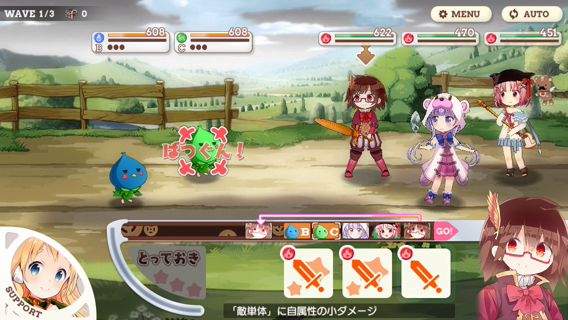 WAVE 1/3 0
MENU
AUTO
608
B
608
C
622
470
451
ばつぐん!
B
C
GO!
とっておき
SUPPORT
「敵単体」に自属性の小ダメージ